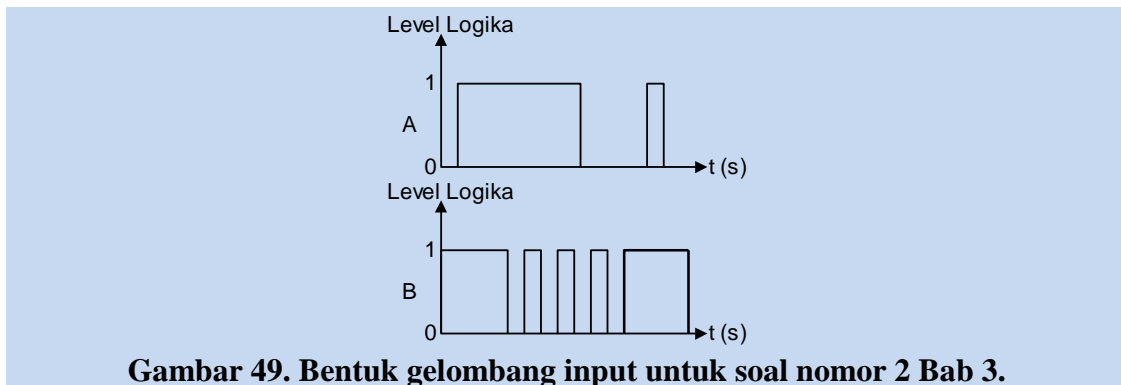 Level Logika
1
A
0
t (s)
Level Logika
1
B
0
t (s)
Gambar 49. Bentuk gelombang input untuk soal nomor 2 Bab 3.